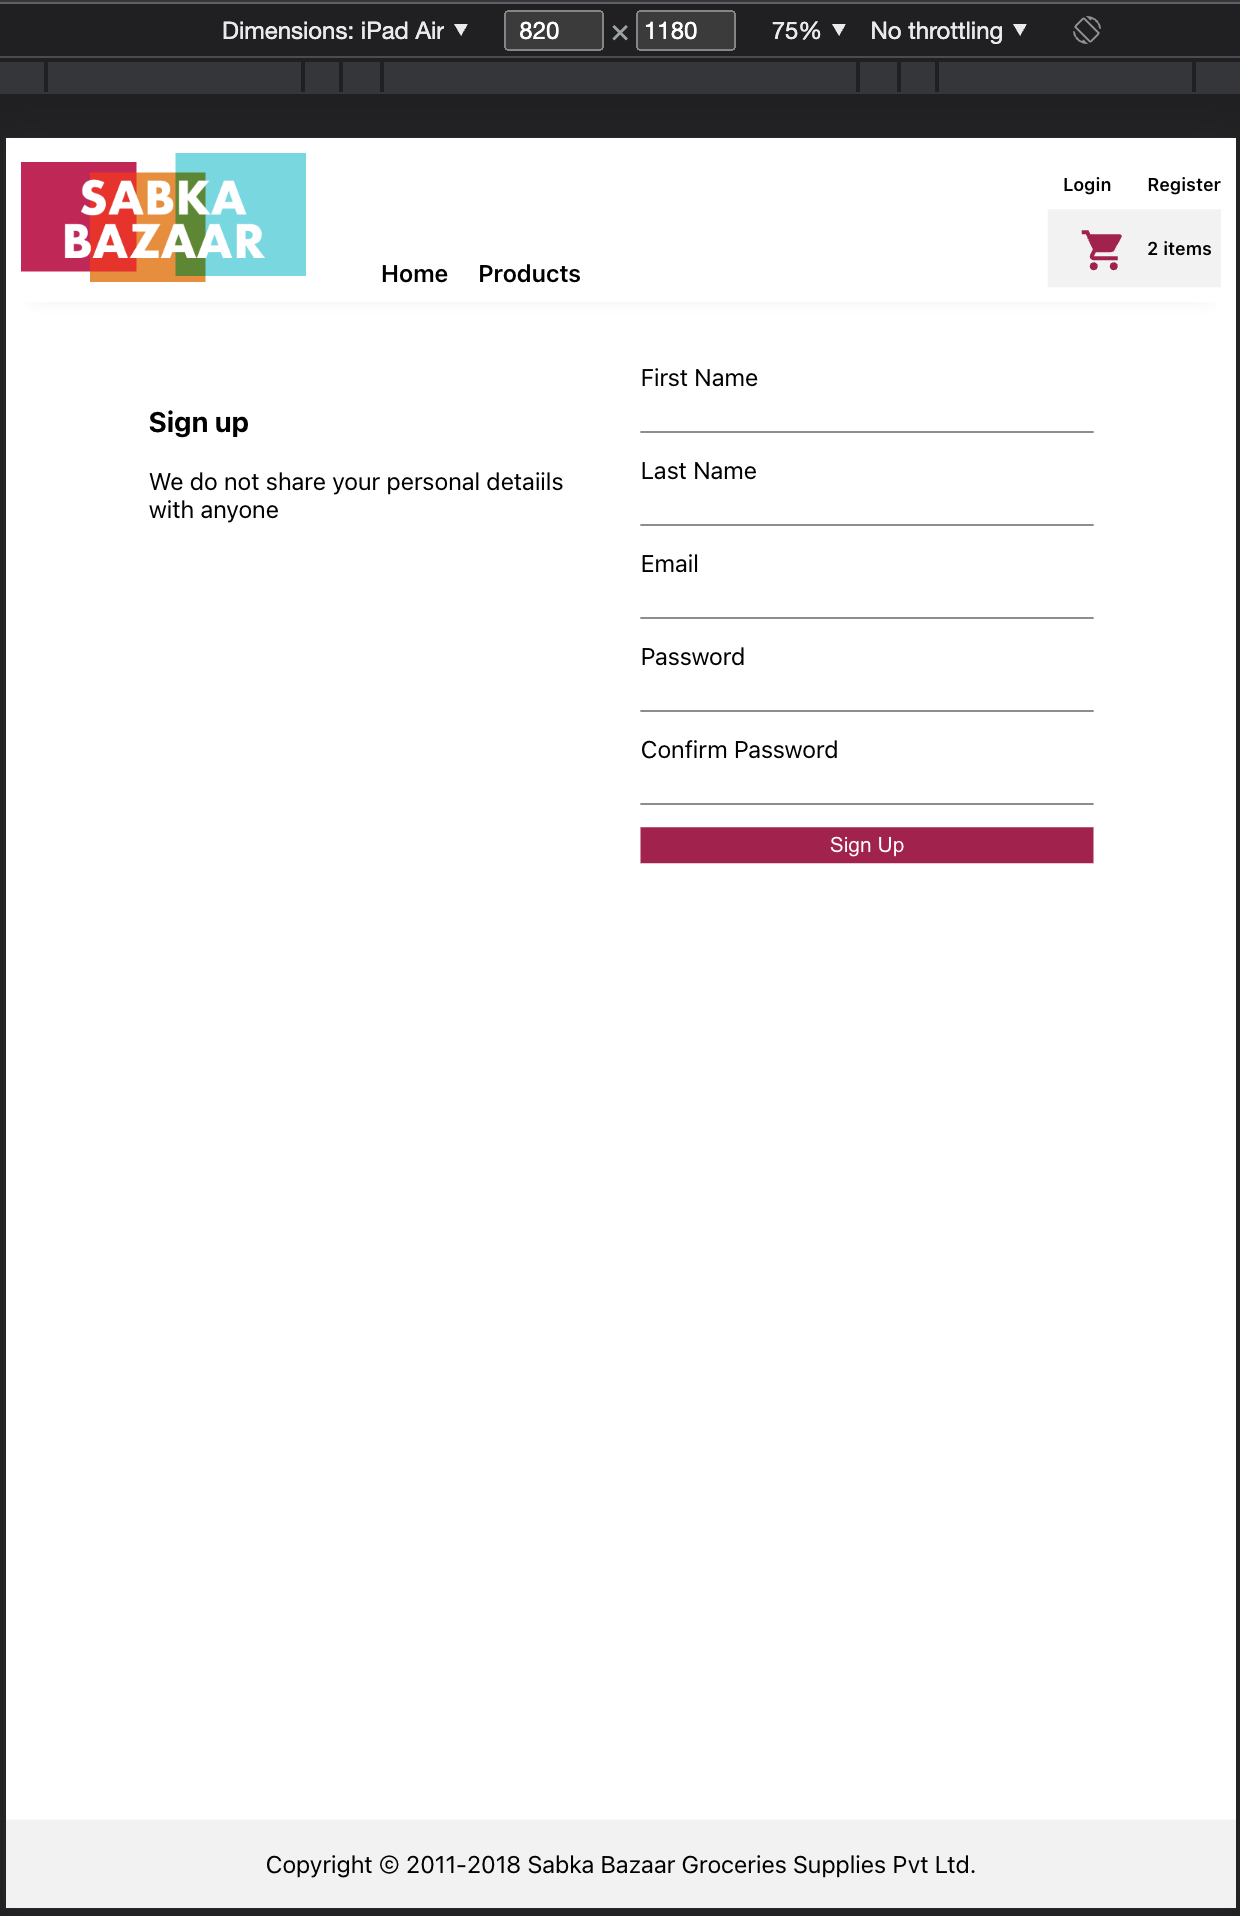 Dimensions: iPad Air ▼ 820 × 1180 75% ▼ No throttling ▼
SABKA
BAZAAR
Login Register
Home Products
2 items
Sign up
We do not share your personal detaiils
with anyone
First Name
Last Name
Email
Password
Confirm Password
Sign Up
Copyright © 2011-2018 Sabka Bazaar Groceries Supplies Pvt Ltd.